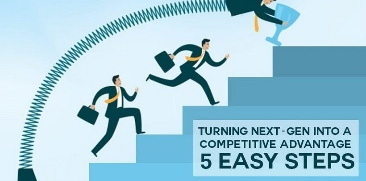 TURNING NEXT-GEN INTO A
COMPETITIVE ADVANTAGE
5 EASY STEPS